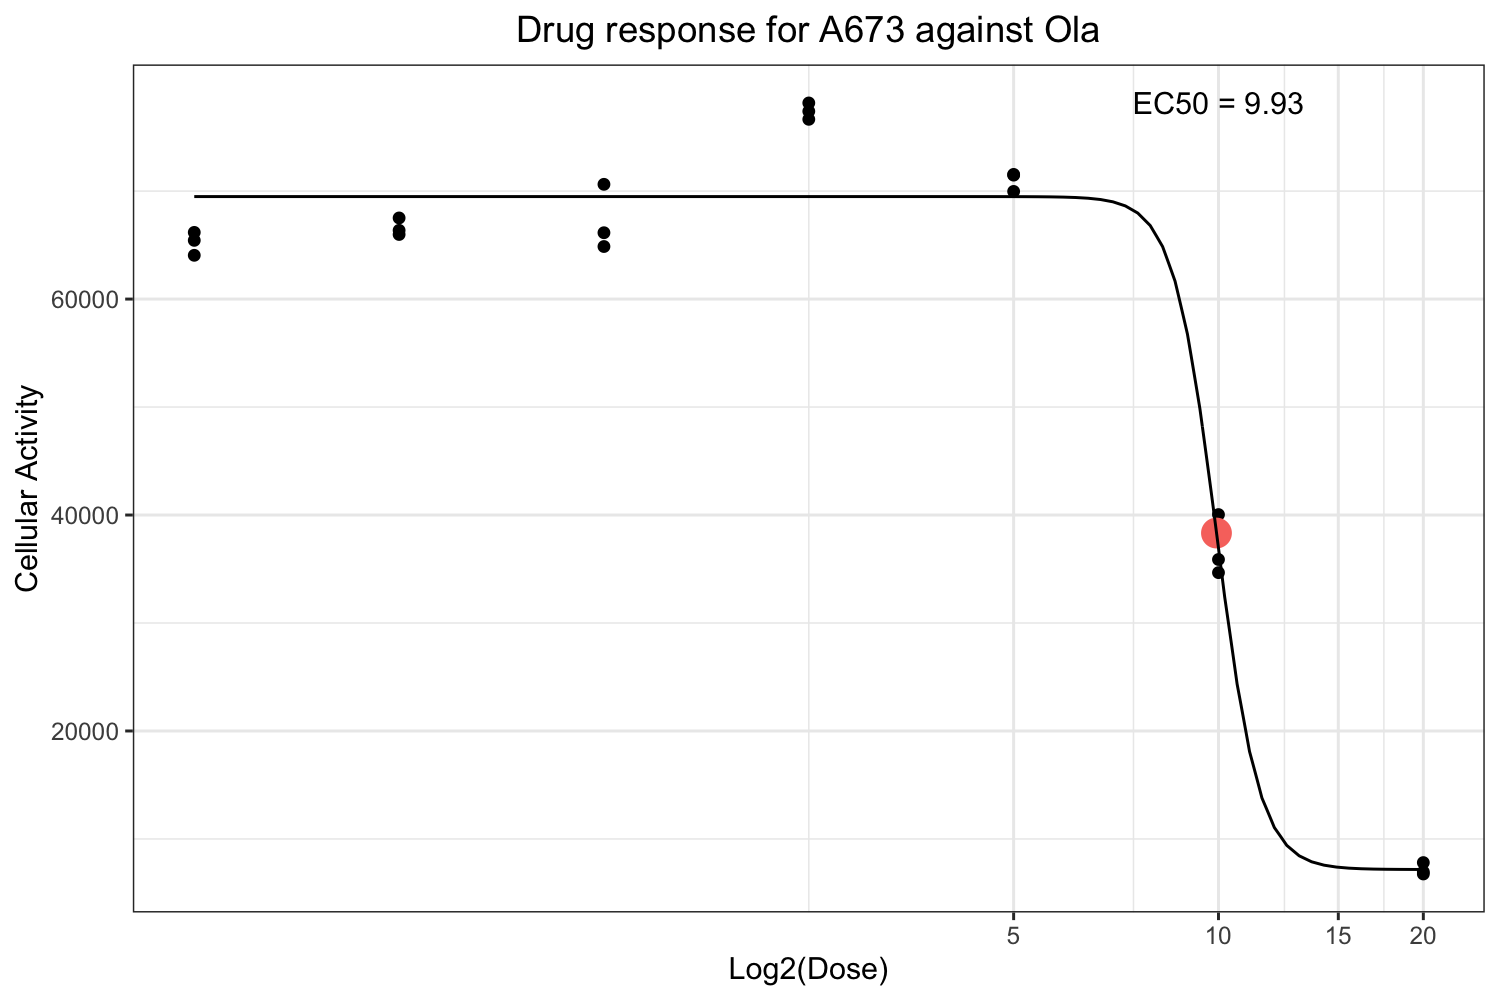 Drug response for A673 against Ola
EC50 = 9.93
60000
40000
20000
Cellular Activity
5 10 15 20
Log2(Dose)